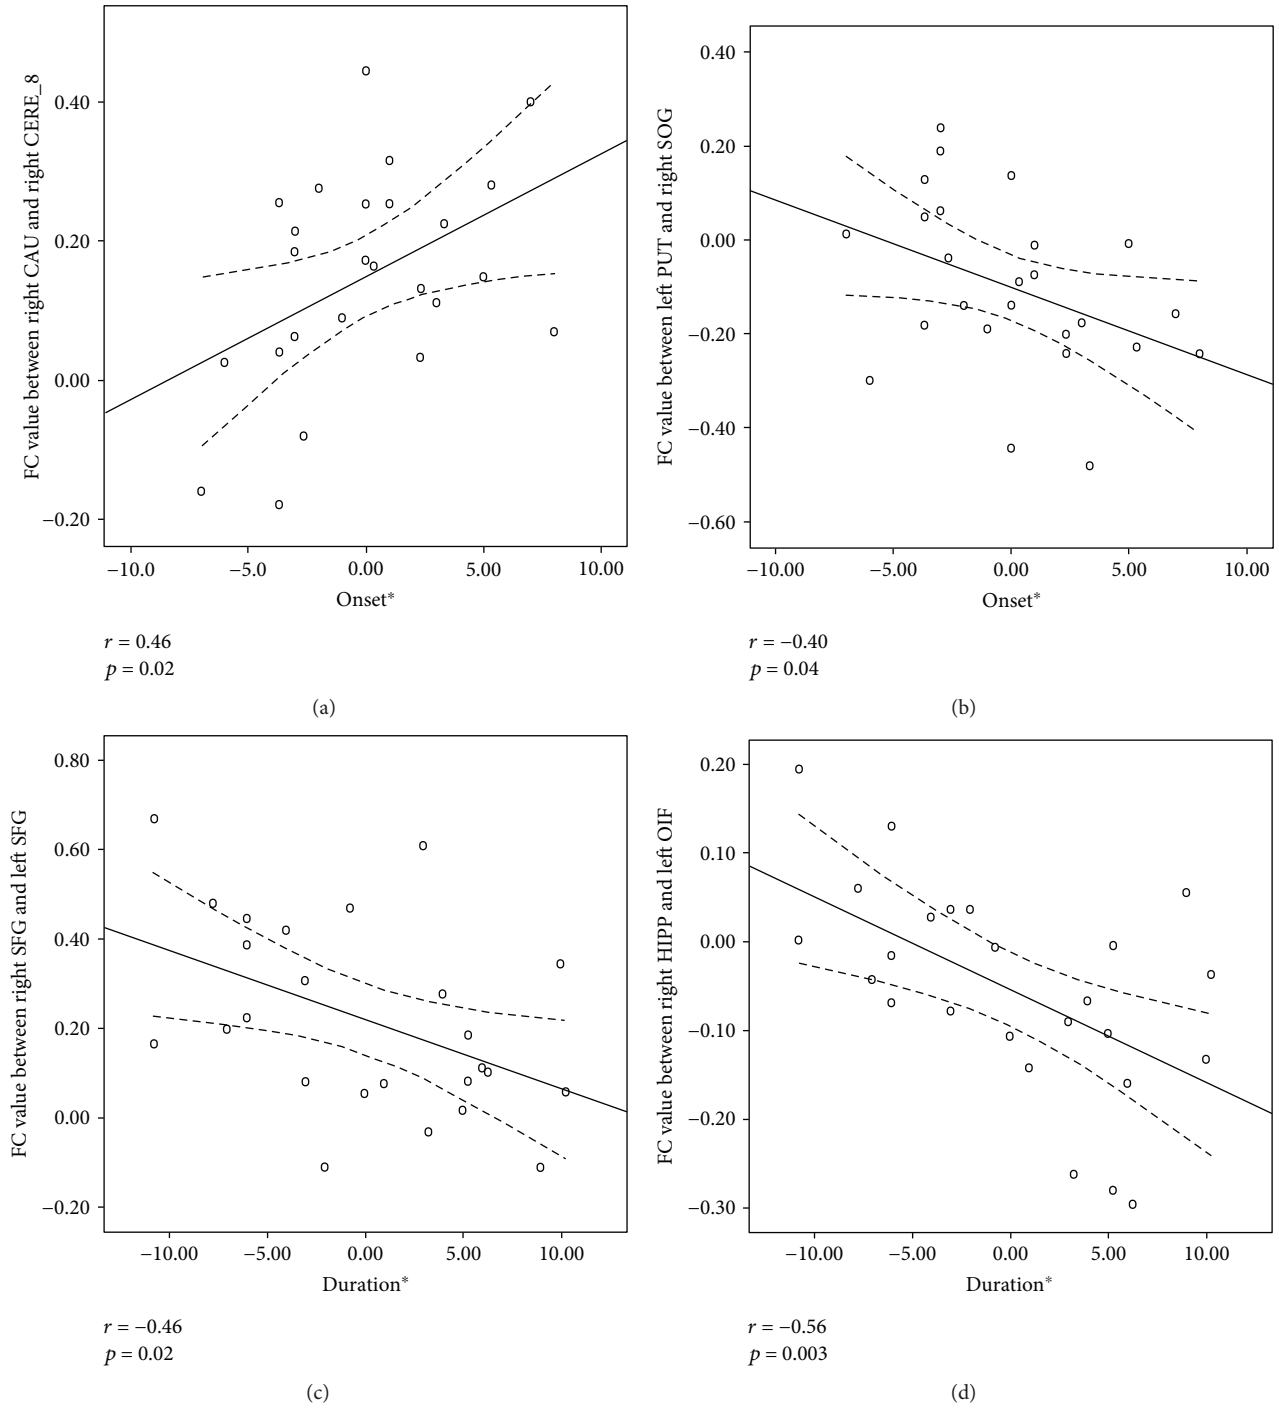 FC value between right CAU and right CERE_8
0.40
0.20
0.00
−0.20
−10.0 −5.0 0.00 5.00 10.00
Onset*
r = 0.46
p = 0.02
(a)
FC value between left PUT and right SOG
0.40
0.20
0.00
−0.20
−0.40
−0.60
−10.00 −5.00 0.00 5.00 10.00
Onset*
r = −0.40
p = 0.04
(b)
FC value between right SFG and left SFG
0.80
0.60
0.40
0.20
0.00
−0.20
−10.00 −5.00 0.00 5.00 10.00
Duration*
r = −0.46
p = 0.02
(c)
FC value between right HIPP and left OIF
0.20
0.10
0.00
−0.10
−0.20
−0.30
−10.00 −5.00 0.00 5.00 10.00
Duration*
r = −0.56
p = 0.003
(d)